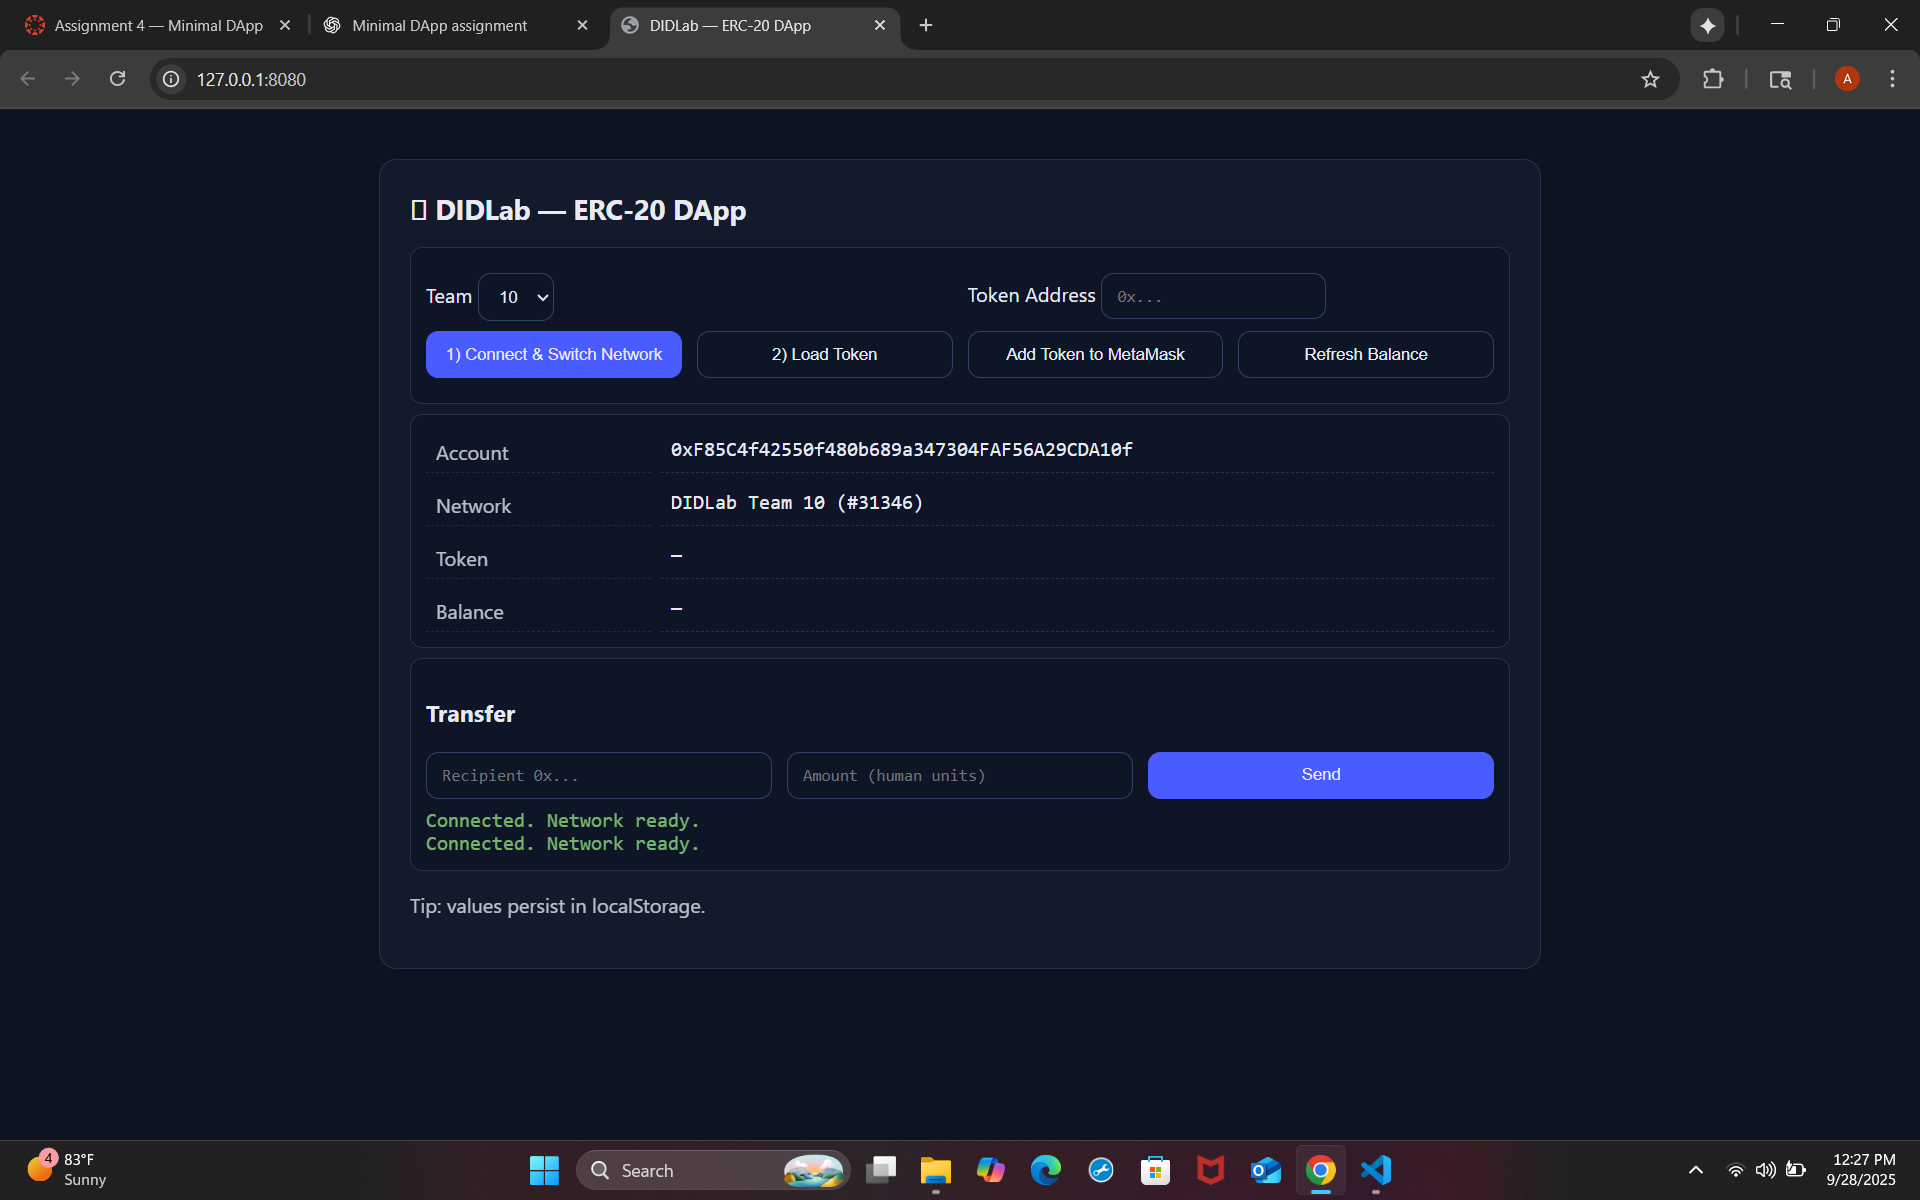 Assignment 4 — Minimal DApp
Minimal DApp assignment
DIDLab — ERC-20 DApp
127.0.0.1:8080
A
DIDLab — ERC-20 DApp
Team 10
Token Address 0x...
1) Connect & Switch Network
2) Load Token
Add Token to MetaMask
Refresh Balance
Account 0xF85C4f42550f480b689a347304FAF56A29CDA10f
Network DIDLab Team 10 (#31346)
Token —
Balance —
Transfer
Recipient 0x...
Amount (human units)
Send
Connected. Network ready.
Connected. Network ready.
Tip: values persist in localStorage.
4
83°F
Sunny
Search
12:27 PM
9/28/2025